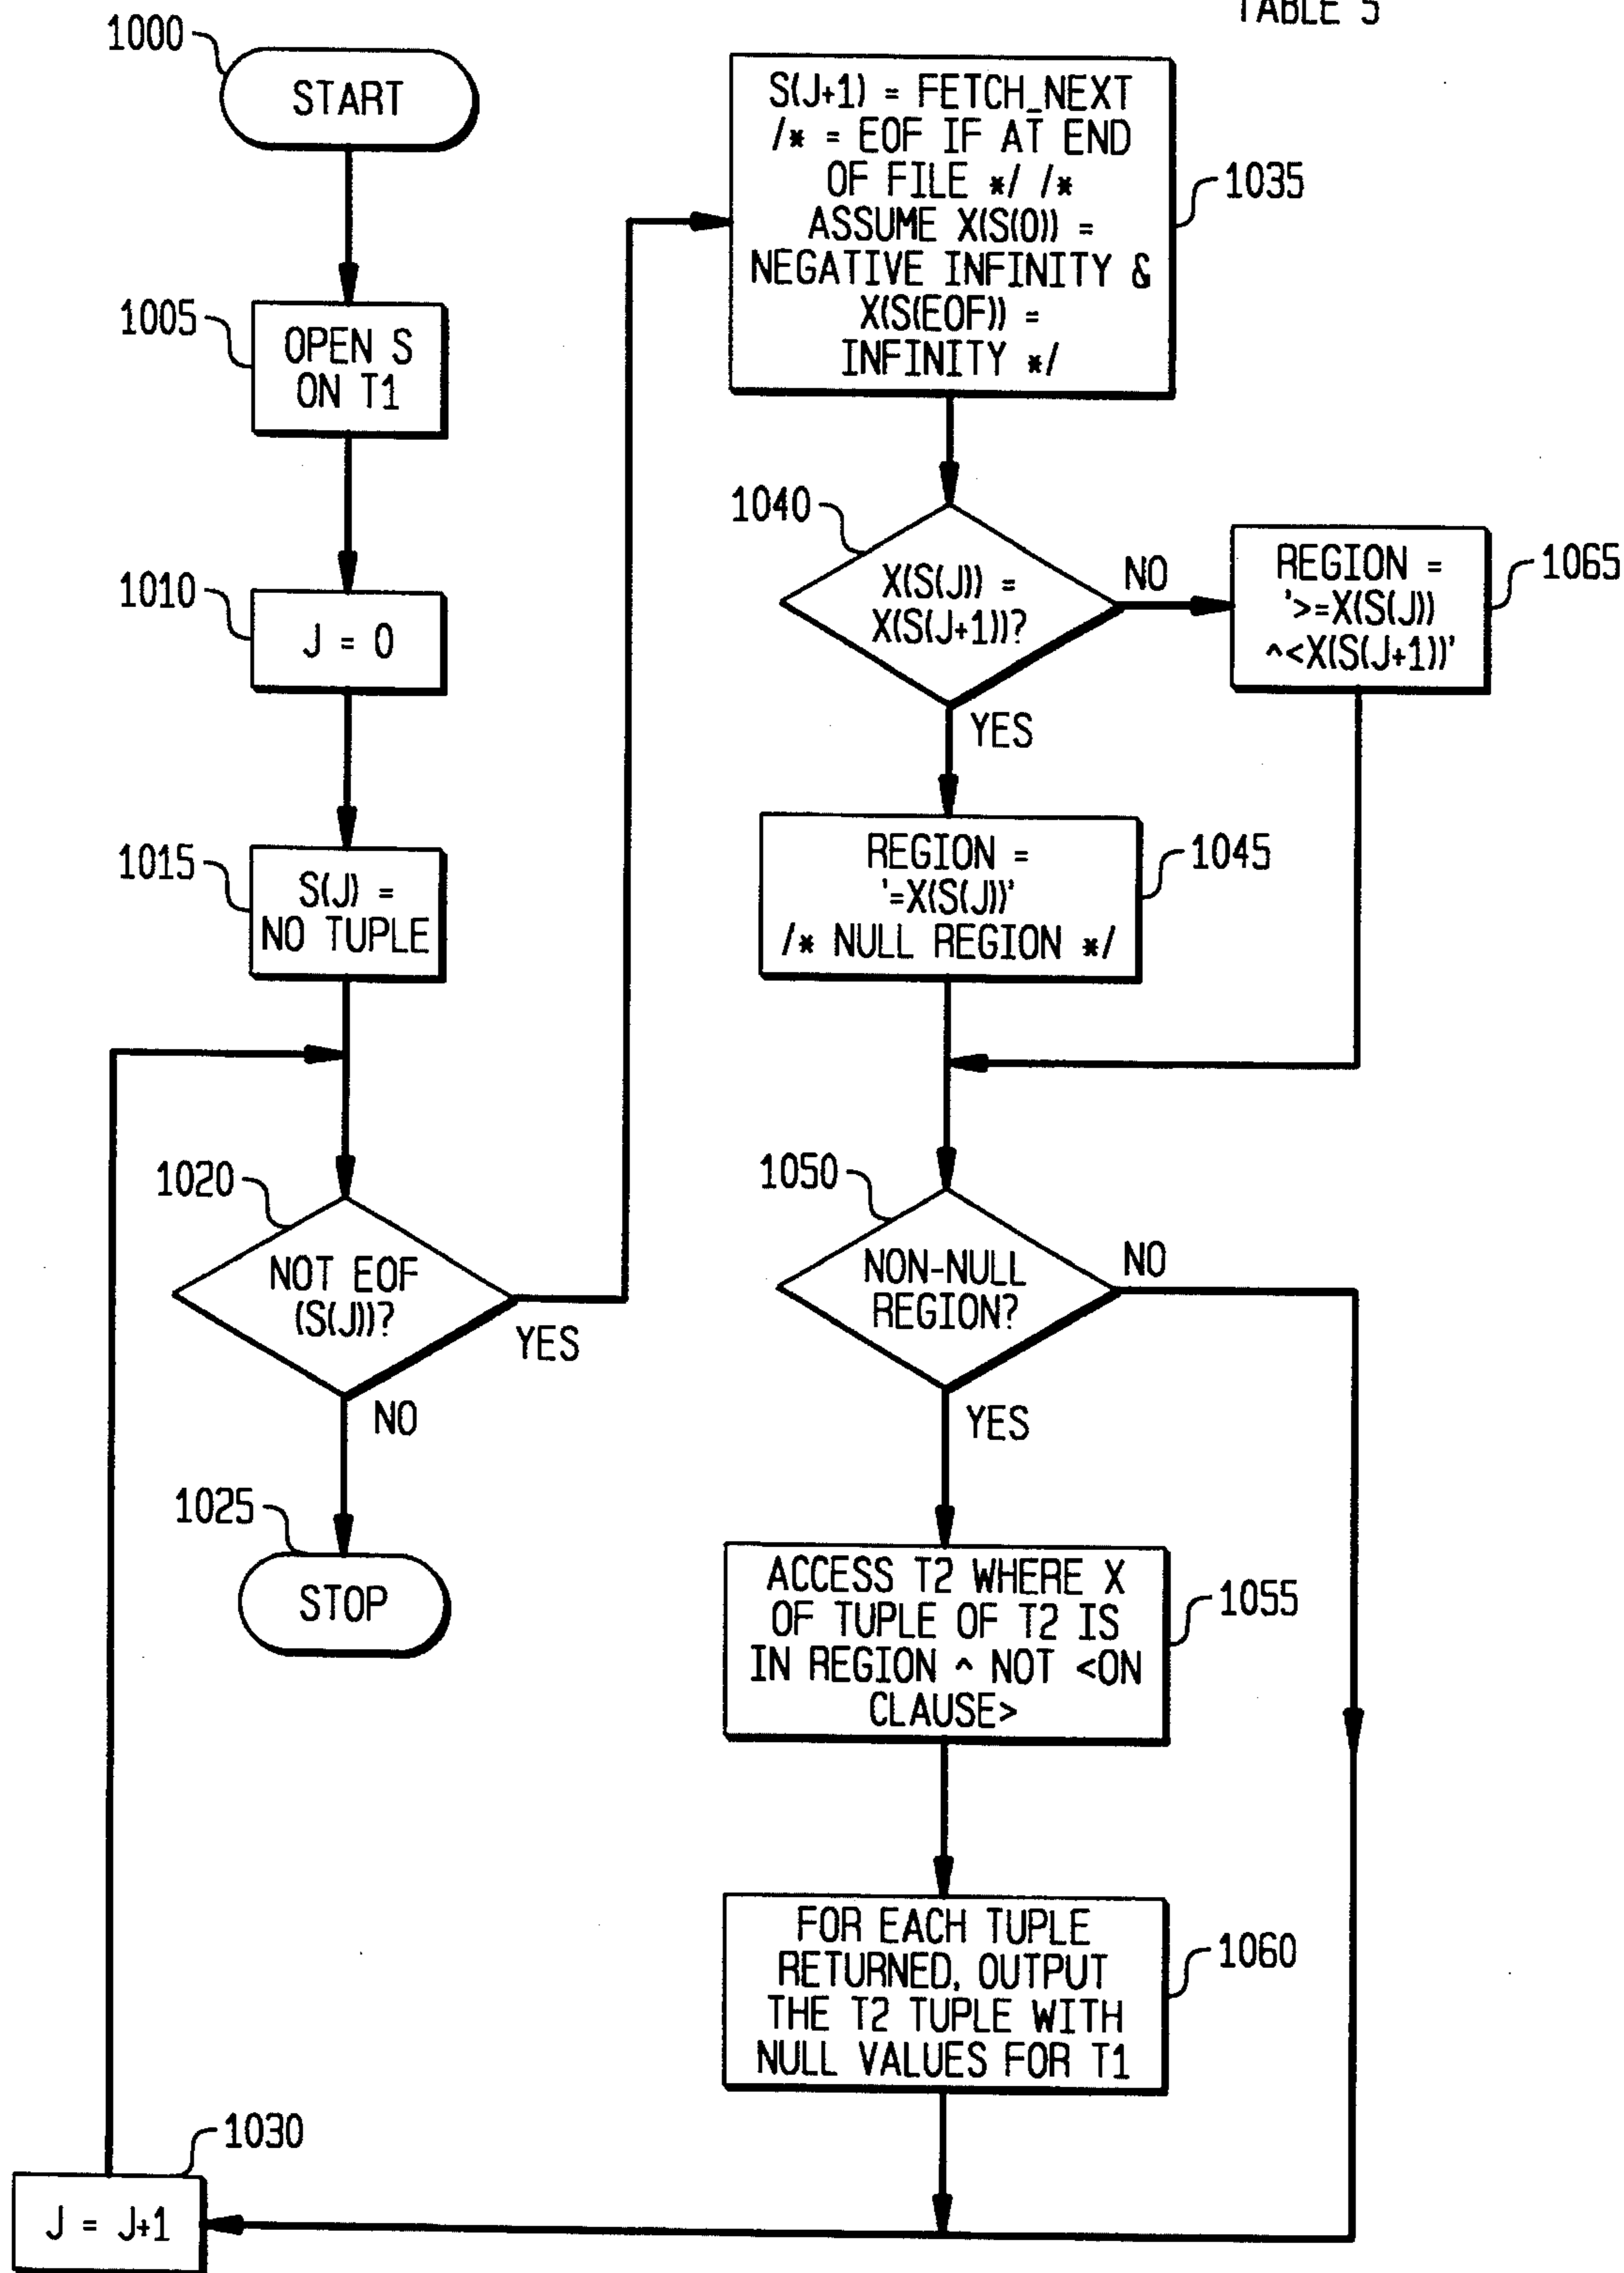 TABLE 5
1000
START
1005
OPEN S
ON T1
1010
J = 0
1015
S(J) =
NO TUPLE
1020
NOT EOF
(S(J))?
YES
NO
1025
STOP
1030
J = J+1
S(J+1) = FETCH_NEXT
/* = EOF IF AT END
OF FILE */ /*
ASSUME X(S(0)) =
NEGATIVE INFINITY &
X(S(EOF)) =
INFINITY */
1035
1040
X(S(J)) =
X(S(J+1))?
NO
YES
REGION =
'>=X(S(J))
^<X(S(J+1))'
1065
REGION =
'=X(S(J))'
/* NULL REGION */
1045
1050
NON-NULL
REGION?
NO
YES
ACCESS T2 WHERE X
OF TUPLE OF T2 IS
IN REGION ^ NOT <ON
CLAUSE>
1055
FOR EACH TUPLE
RETURNED, OUTPUT
THE T2 TUPLE WITH
NULL VALUES FOR T1
1060